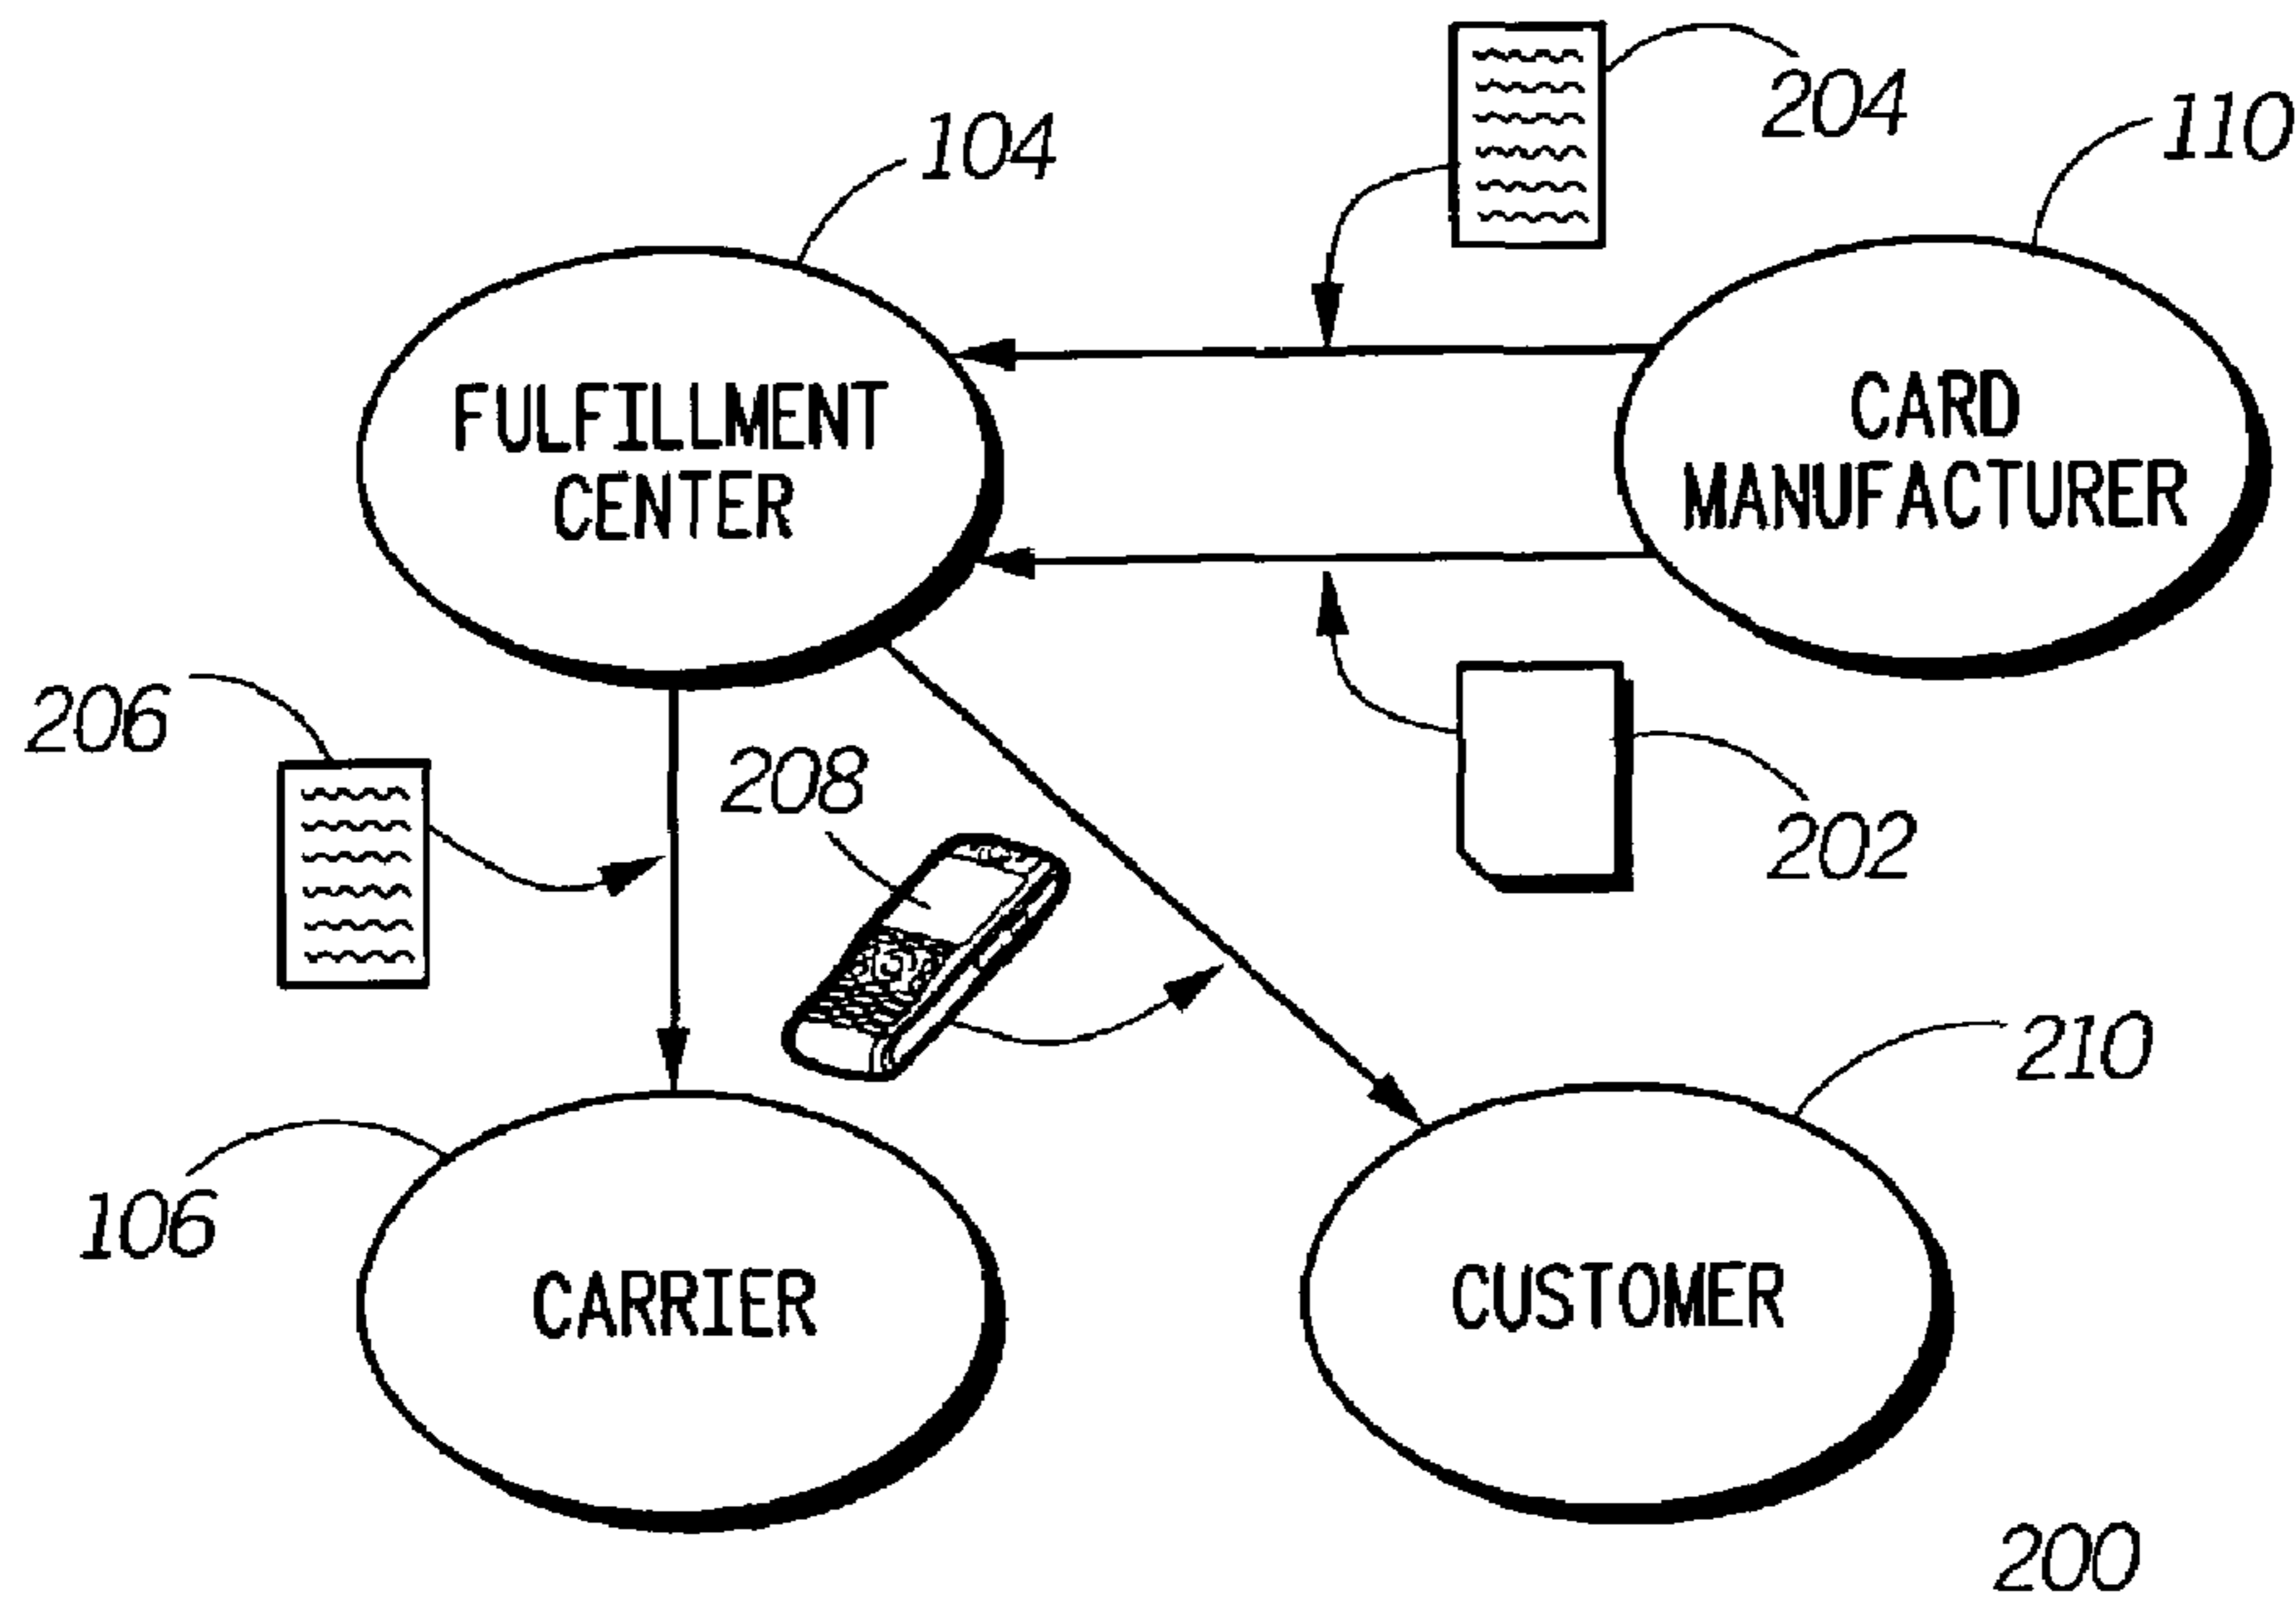 204
110
104
FULFILLMENT
CENTER
CARD
MANUFACTURER
206
208
202
210
106
CARRIER
CUSTOMER
200